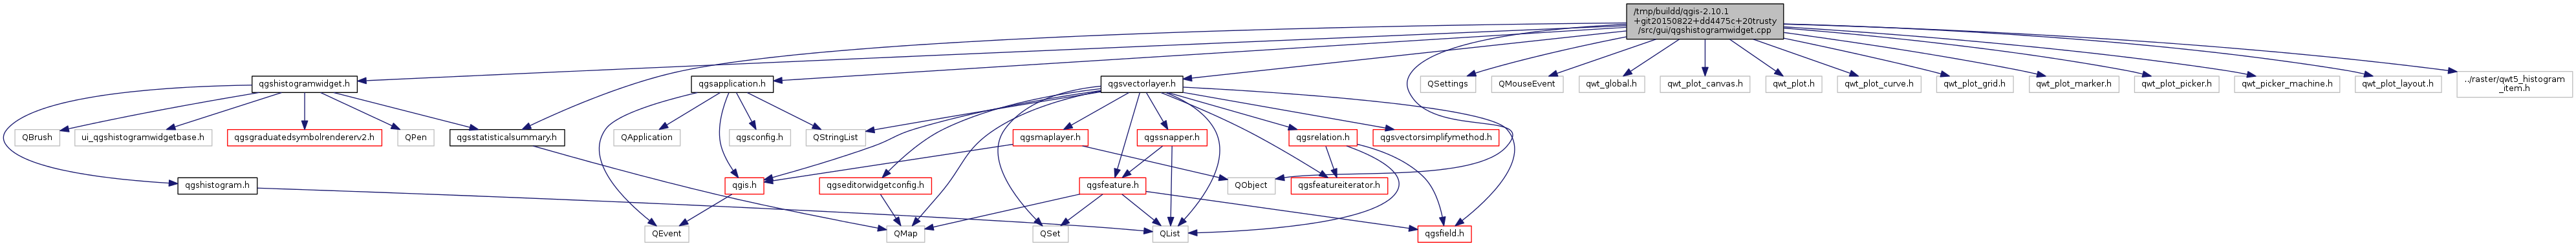 /tmp/buildd/qgis-2.10.1
+git20150822+dd4475c+20trusty
/src/gui/qgshistogramwidget.cpp
qgshistogramwidget.h
qgsapplication.h
qgsvectorlayer.h
QSettings
QMouseEvent
qwt_global.h
qwt_plot_canvas.h
qwt_plot.h
qwt_plot_curve.h
qwt_plot_grid.h
qwt_plot_marker.h
qwt_plot_picker.h
qwt_picker_machine.h
qwt_plot_layout.h
../raster/qwt5_histogram
_item.h
QBrush
ui_qgshistogramwidgetbase.h
qgsgraduatedsymbolrendererv2.h
QPen
qgsstatisticalsummary.h
QApplication
qgsconfig.h
QStringList
qgsmaplayer.h
qgssnapper.h
qgsrelation.h
qgsvectorsimplifymethod.h
qgshistogram.h
qgis.h
qgseditorwidgetconfig.h
qgsfeature.h
QObject
qgsfeatureiterator.h
QEvent
QMap
QSet
QList
qgsfield.h